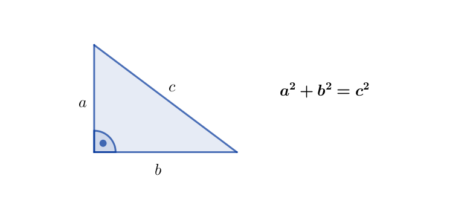 c
a² + b² = c²
a
b